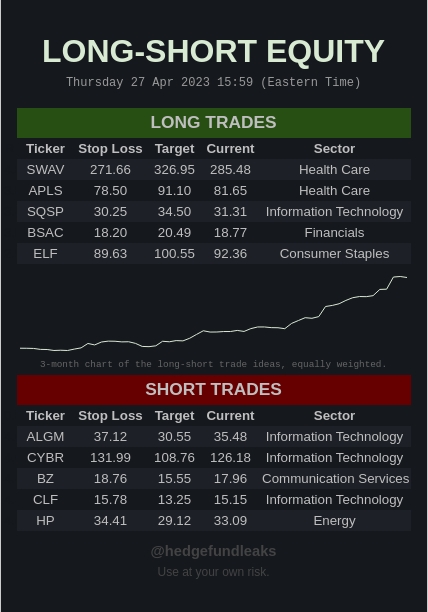 LONG-SHORT EQUITY
Thursday 27 Apr 2023 15:59 (Eastern Time)
LONG TRADES
Ticker Stop Loss Target Current Sector
SWAV 271.66 326.95 285.48 Health Care
APLS 78.50 91.10 81.65 Health Care
SQSP 30.25 34.50 31.31 Information Technology
BSAC 18.20 20.49 18.77 Financials
ELF 89.63 100.55 92.36 Consumer Staples
3-month chart of the long-short trade ideas, equally weighted.
SHORT TRADES
Ticker Stop Loss Target Current Sector
ALGM 37.12 30.55 35.48 Information Technology
CYBR 131.99 108.76 126.18 Information Technology
BZ 18.76 15.55 17.96 Communication Services
CLF 15.78 13.25 15.15 Information Technology
HP 34.41 29.12 33.09 Energy
@hedgefundleaks
Use at your own risk.